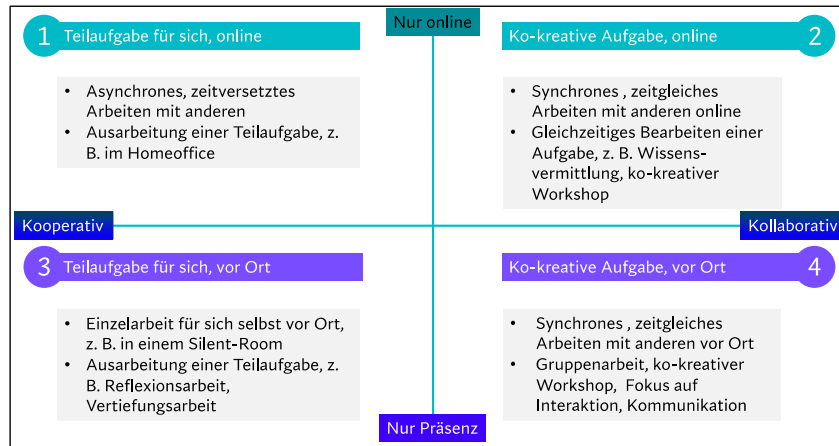 Nur online
1 Teilaufgabe für sich, online
• Asynchrones, zeitversetztes
Arbeiten mit anderen
• Ausarbeitung einer Teilaufgabe, z.
B. im Homeoffice
Ko-kreative Aufgabe, online 2
• Synchrones , zeitgleiches
Arbeiten mit anderen online
• Gleichzeitiges Bearbeiten einer
Aufgabe, z. B. Wissens-
vermittlung, ko-kreativer
Workshop
Kooperativ
Kollaborativ
3 Teilaufgabe für sich, vor Ort
• Einzelarbeit für sich selbst vor Ort,
z. B. in einem Silent-Room
• Ausarbeitung einer Teilaufgabe, z.
B. Reflexionsarbeit,
Vertiefungsarbeit
Ko-kreative Aufgabe, vor Ort 4
• Synchrones , zeitgleiches
Arbeiten mit anderen vor Ort
• Gruppenarbeit, ko-kreativer
Workshop, Fokus auf
Interaktion, Kommunikation
Nur Präsenz